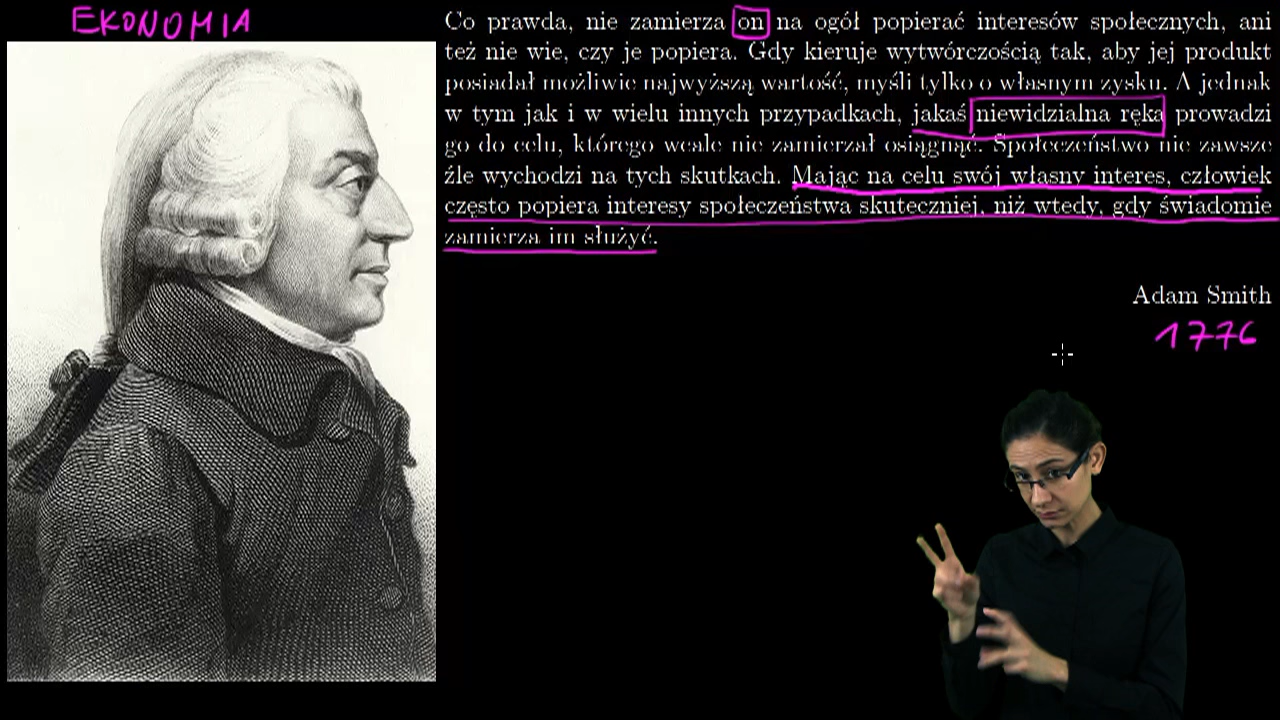 EKONOMIA
Co prawda, nie zamierza on na ogół popierać interesów społecznych, ani
też nie wie, czy je popiera. Gdy kieruje wytwórczością tak, aby jej produkt
posiadał możliwie najwyższą wartość, myśli tylko o własnym zysku. A jednak
w tym jak i w wielu innych przypadkach, jakaś niewidzialna ręka prowadzi
go do celu, którego wcale nie zamierzał osiągnąć. Społeczeństwo nie zawsze
źle wychodzi na tych skutkach. Mając na celu swój własny interes, człowiek
często popiera interesy społeczeństwa skuteczniej, niż wtedy, gdy świadomie
zamierza im służyć.
Adam Smith
1776